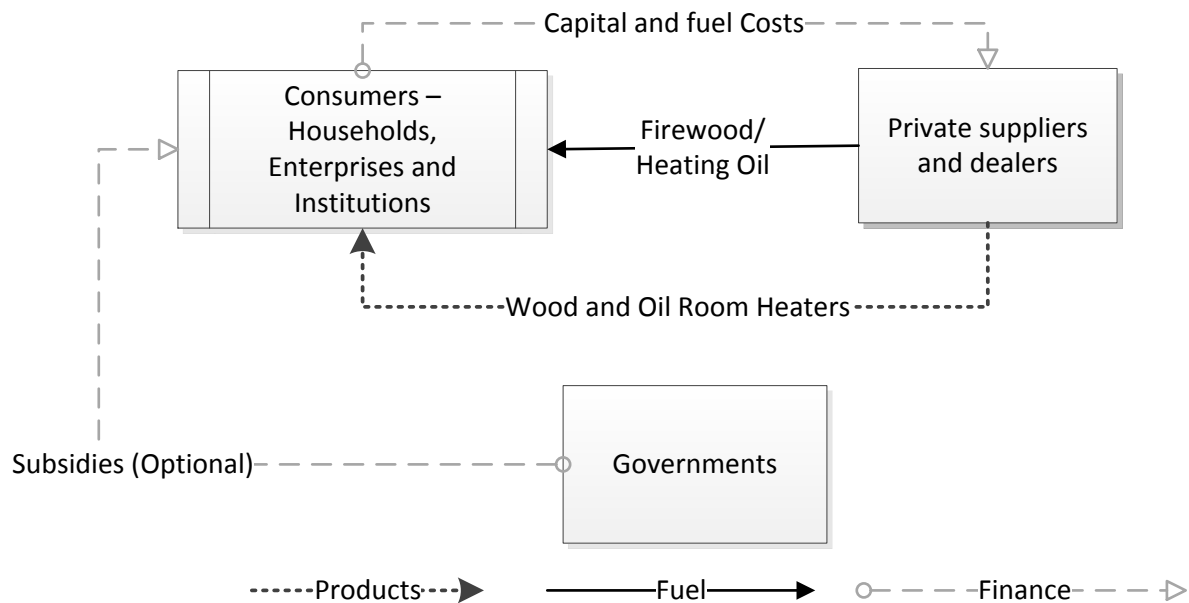 Capital and fuel Costs
Consumers –
Households,
Enterprises and
Institutions
Firewood/
Heating Oil
Private suppliers
and dealers
Wood and Oil Room Heaters
Subsidies (Optional)
Governments
Products
Fuel
Finance